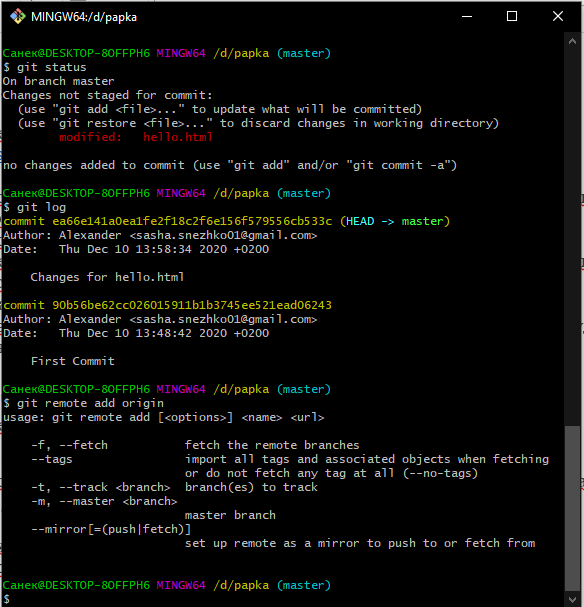 MINGW64:/d/papka
Санек@DESKTOP-8OFFPH6 MINGW64 /d/papka (master)
$ git status
On branch master
Changes not staged for commit:
  (use "git add <file>..." to update what will be committed)
  (use "git restore <file>..." to discard changes in working directory)
        modified:   hello.html

no changes added to commit (use "git add" and/or "git commit -a")

Санек@DESKTOP-8OFFPH6 MINGW64 /d/papka (master)
$ git log
commit ea66e141a0ea1fe2f18c2f6e156f579556cb533c (HEAD -> master)
Author: Alexander <sasha.snezhko01@gmail.com>
Date:   Thu Dec 10 13:58:34 2020 +0200

    Changes for hello.html

commit 90b56be62cc026015911b1b3745ee521ead06243
Author: Alexander <sasha.snezhko01@gmail.com>
Date:   Thu Dec 10 13:48:42 2020 +0200

    First Commit

Санек@DESKTOP-8OFFPH6 MINGW64 /d/papka (master)
$ git remote add origin
usage: git remote add [<options>] <name> <url>

    -f, --fetch           fetch the remote branches
    --tags                import all tags and associated objects when fetching
                          or do not fetch any tag at all (--no-tags)
    -t, --track <branch>  branch(es) to track
    -m, --master <branch>
                          master branch
    --mirror[=(push|fetch)]
                          set up remote as a mirror to push to or fetch from

Санек@DESKTOP-8OFFPH6 MINGW64 /d/papka (master)
$